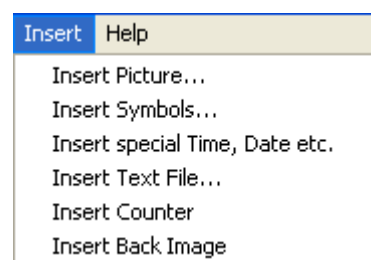 Insert Help
Insert Picture...
Insert Symbols...
Insert special Time, Date etc.
Insert Text File...
Insert Counter
Insert Back Image